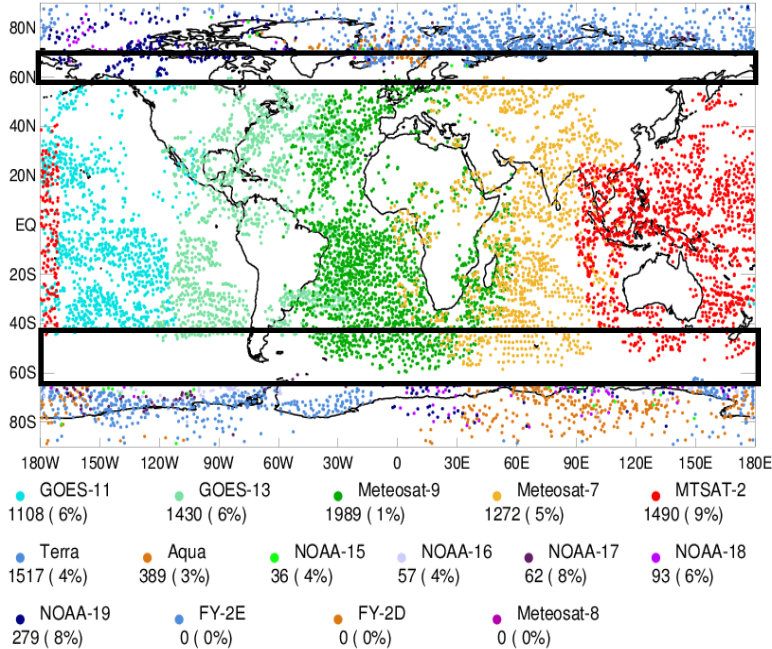 80N
60N
40N
20N
EQ
20S
40S
60S
80S
180W 150W 120W 90W 60W 30W 0 30E 60E 90E 120E 150E 180E
GOES-11 GOES-13 Meteosat-9 Meteosat-7 MTSAT-2
1108 ( 6%) 1430 ( 6%) 1989 ( 1%) 1272 ( 5%) 1490 ( 9%)
Terra Aqua NOAA-15 NOAA-16 NOAA-17 NOAA-18
1517 ( 4%) 389 ( 3%) 36 ( 4%) 57 ( 4%) 62 ( 8%) 93 ( 6%)
NOAA-19 FY-2E FY-2D Meteosat-8
279 ( 8%) 0 ( 0%) 0 ( 0%) 0 ( 0%)